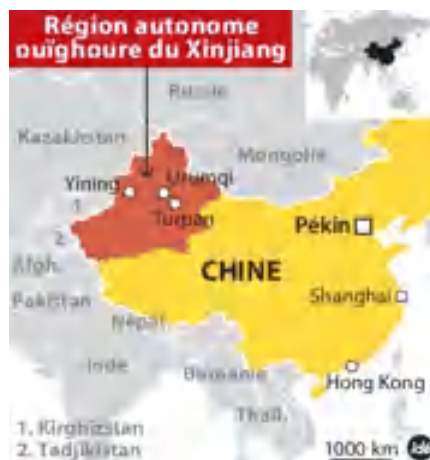 Région autonome
ouïghoure du Xinjiang
Russie
Kazakhstan
Mongolie
Yining
Urumqi
1
Turpan
Pékin
2
Afgh.
CHINE
Pakistan
Shanghai
Népal
Inde
Birmanie
Hong Kong
Thaïl.
1. Kirghizstan
2. Tadjikistan
1000 km